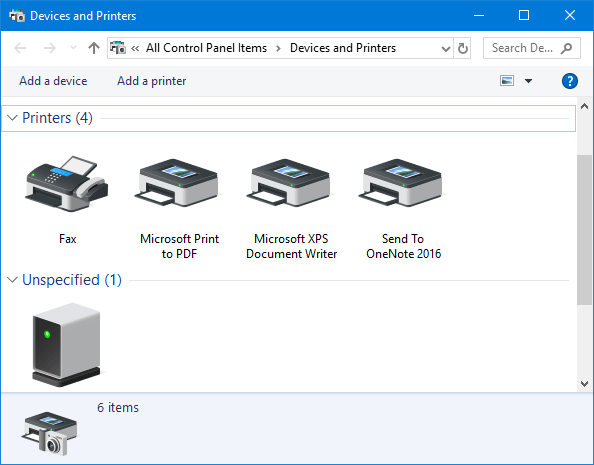 Devices and Printers
All Control Panel Items
Devices and Printers
Search De...
Add a device
Add a printer
?
Printers (4)
Fax
Microsoft Print
to PDF
Microsoft XPS
Document Writer
Send To
OneNote 2016
Unspecified (1)
6 items